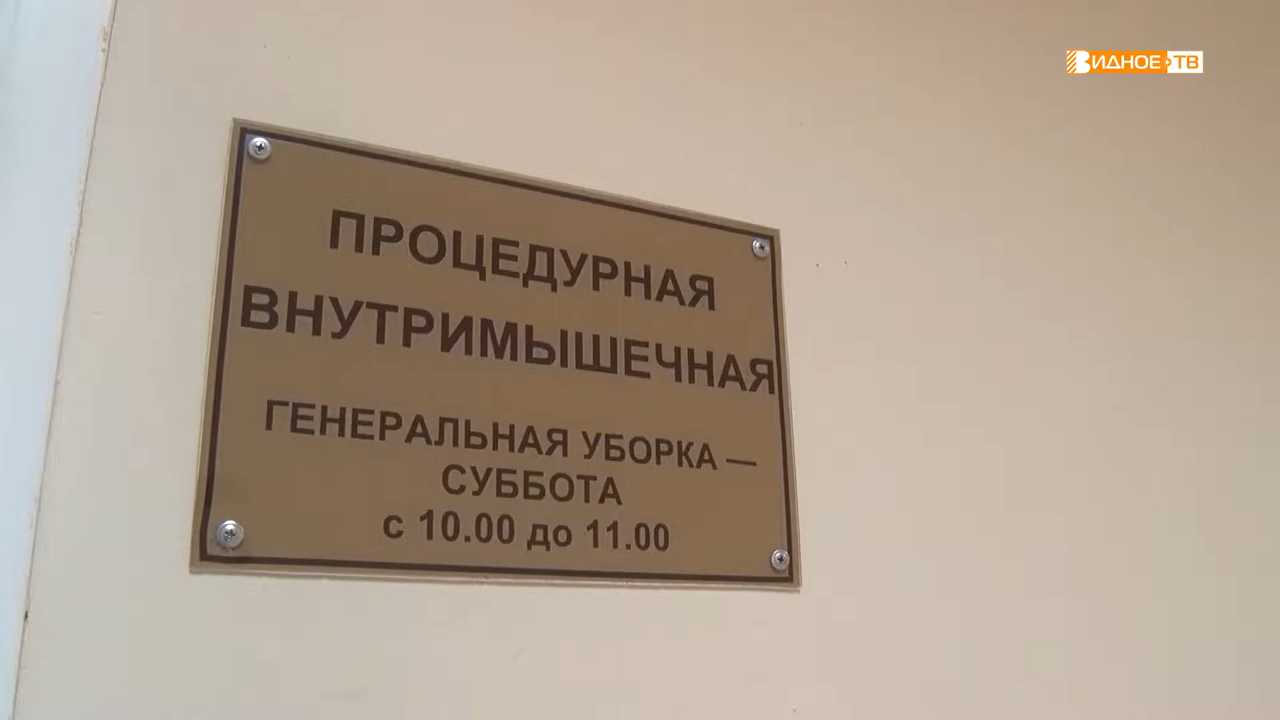 ВИДНОЕ ТВ
ПРОЦЕДУРНАЯ
ВНУТРИМЫШЕЧНАЯ
ГЕНЕРАЛЬНАЯ УБОРКА —
СУББОТА
с 10.00 до 11.00